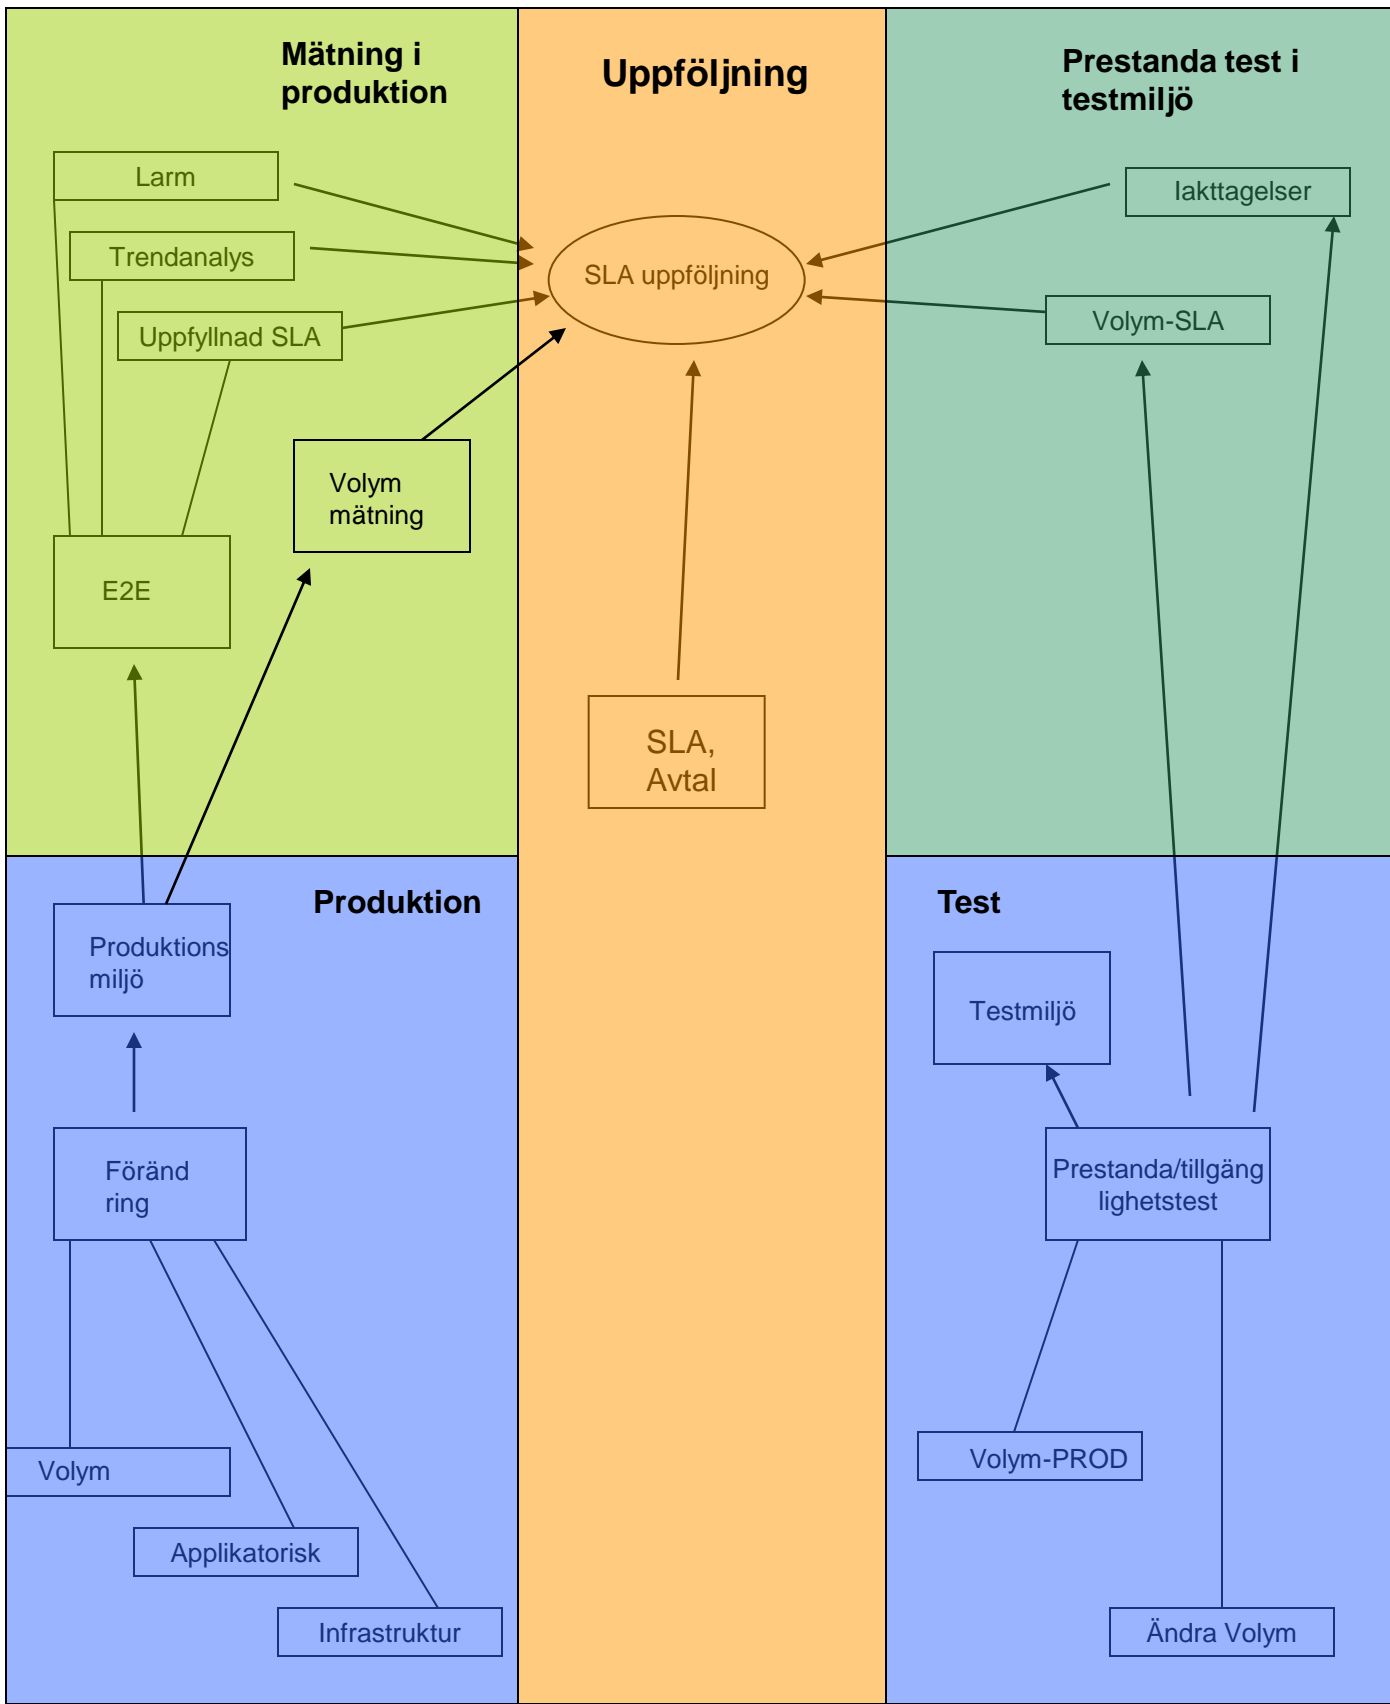 Mätning i
produktion
Uppföljning
Prestanda test i
testmiljö
Larm
Trendanalys
Uppfyllnad SLA
SLA uppföljning
Iakttagelser
Volym-SLA
Volym
mätning
E2E
SLA,
Avtal
Produktion
Test
Produktions
miljö
Testmiljö
Föränd
ring
Prestanda/tillgäng
lighetstest
Volym
Applikatorisk
Infrastruktur
Volym-PROD
Ändra Volym